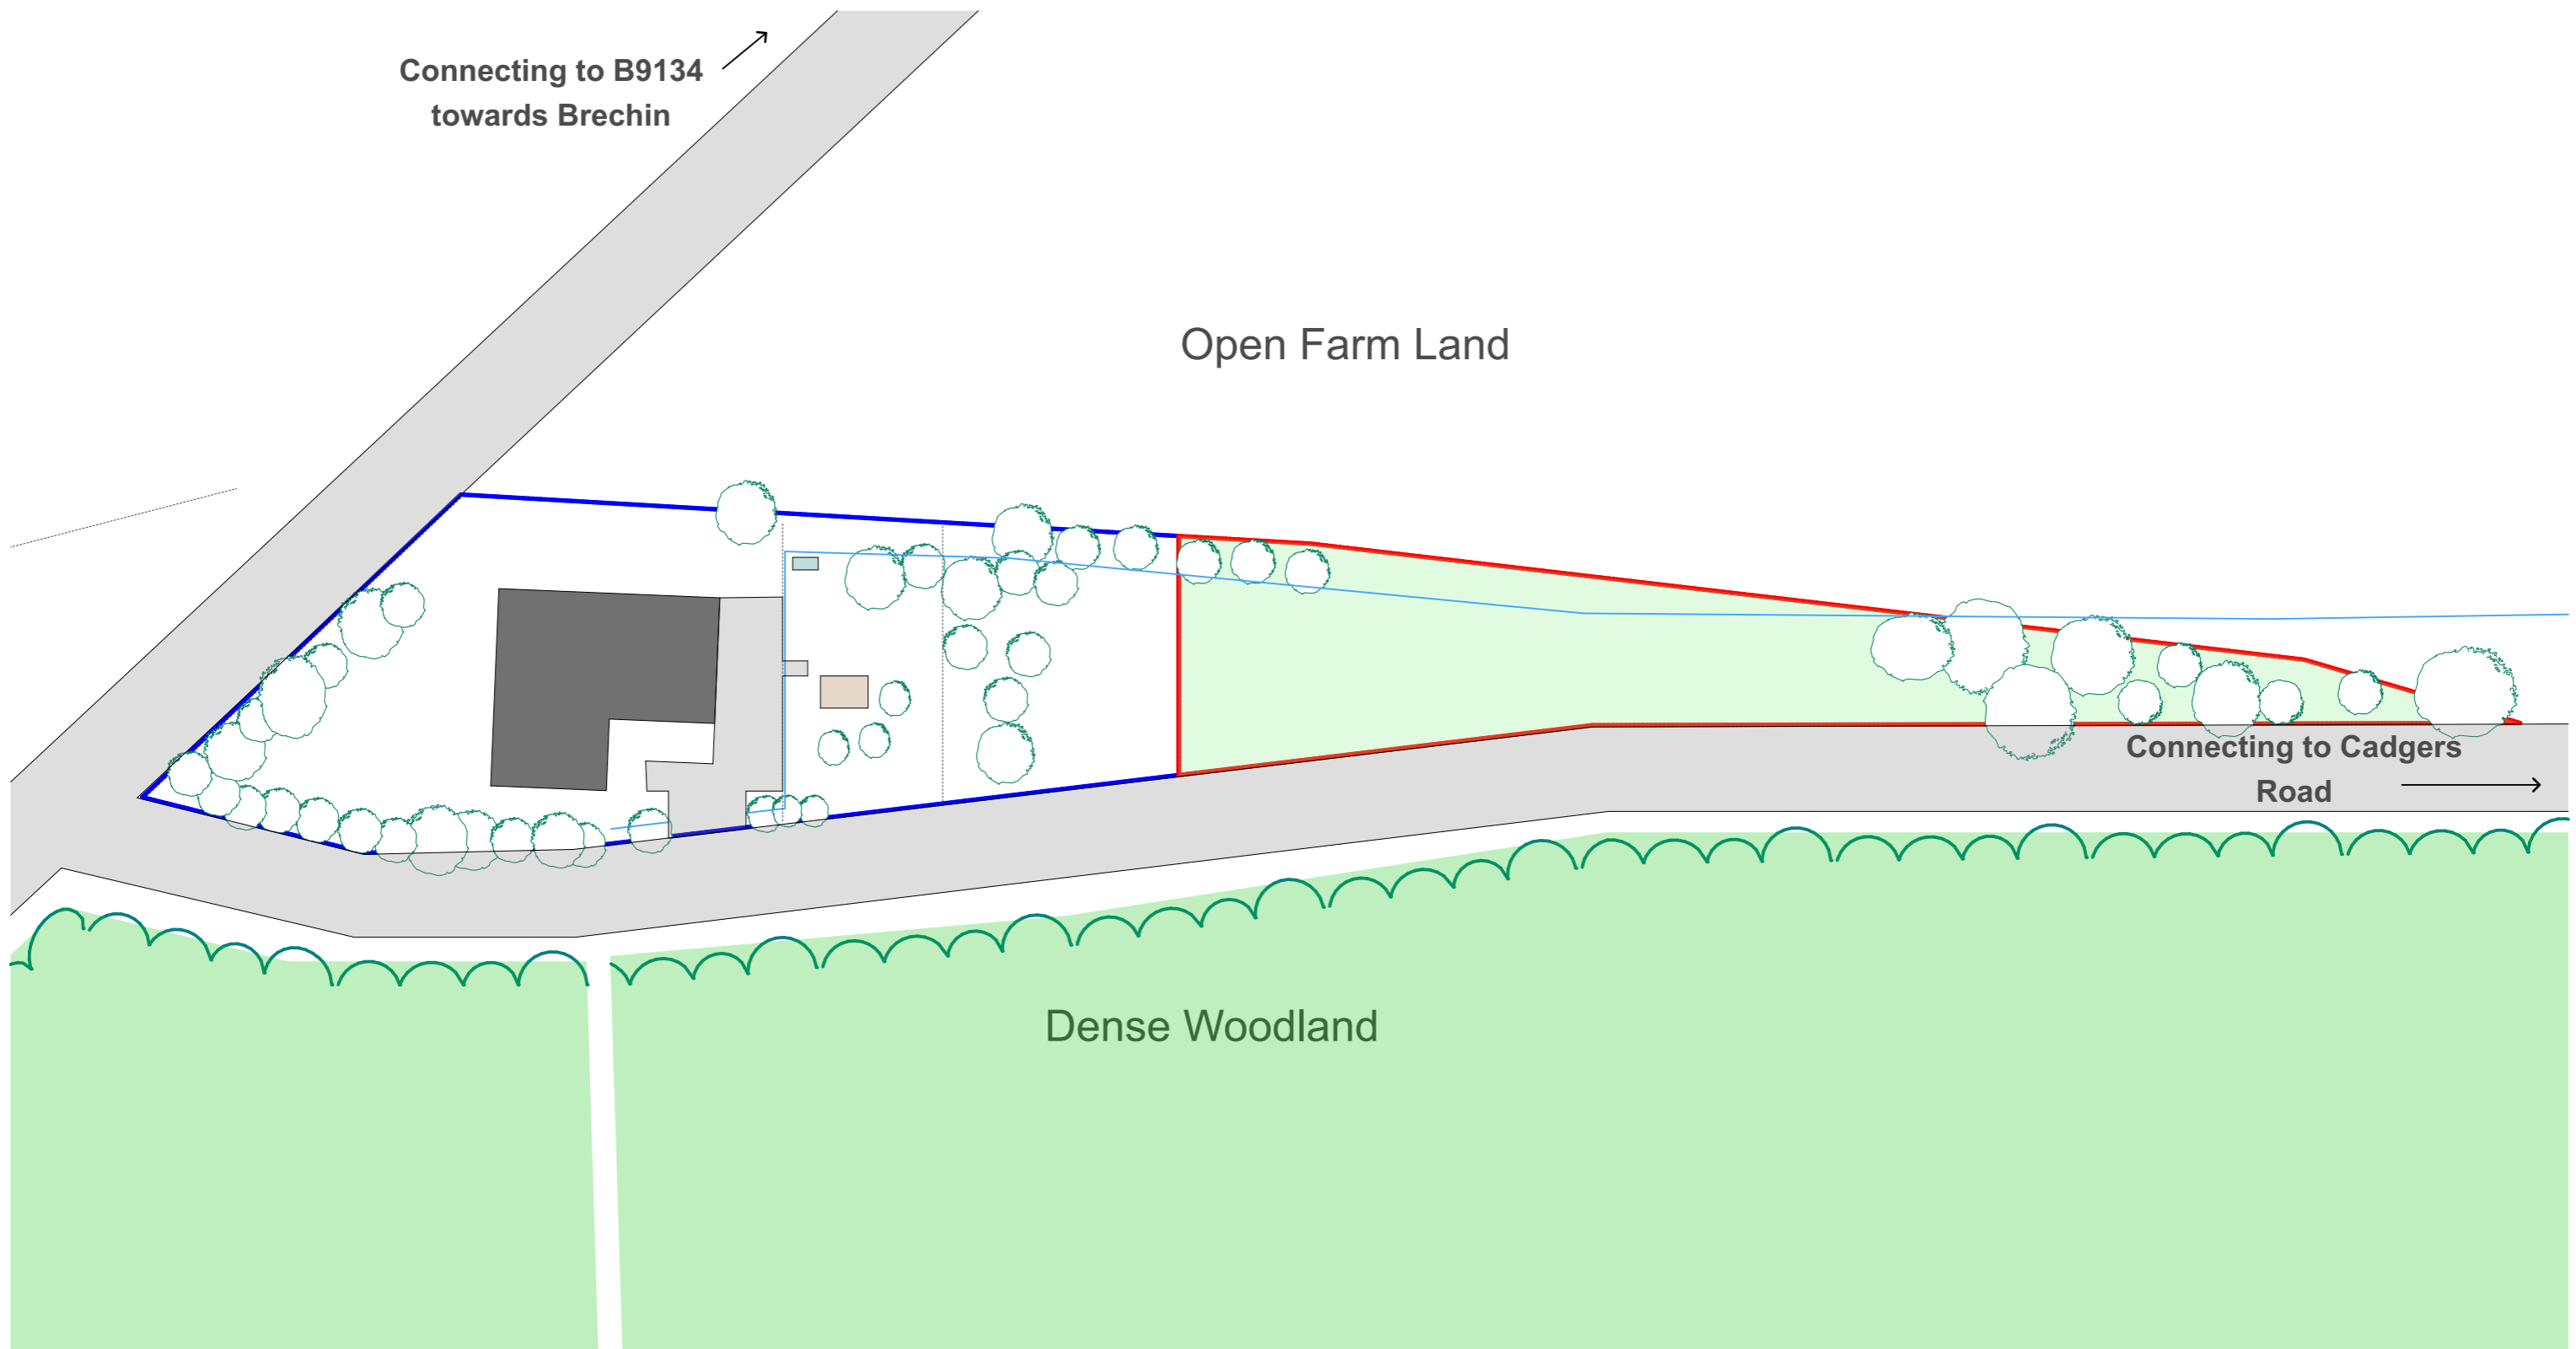 Connecting to B9134
towards Brechin
Open Farm Land
Connecting to Cadgers
Road
Dense Woodland